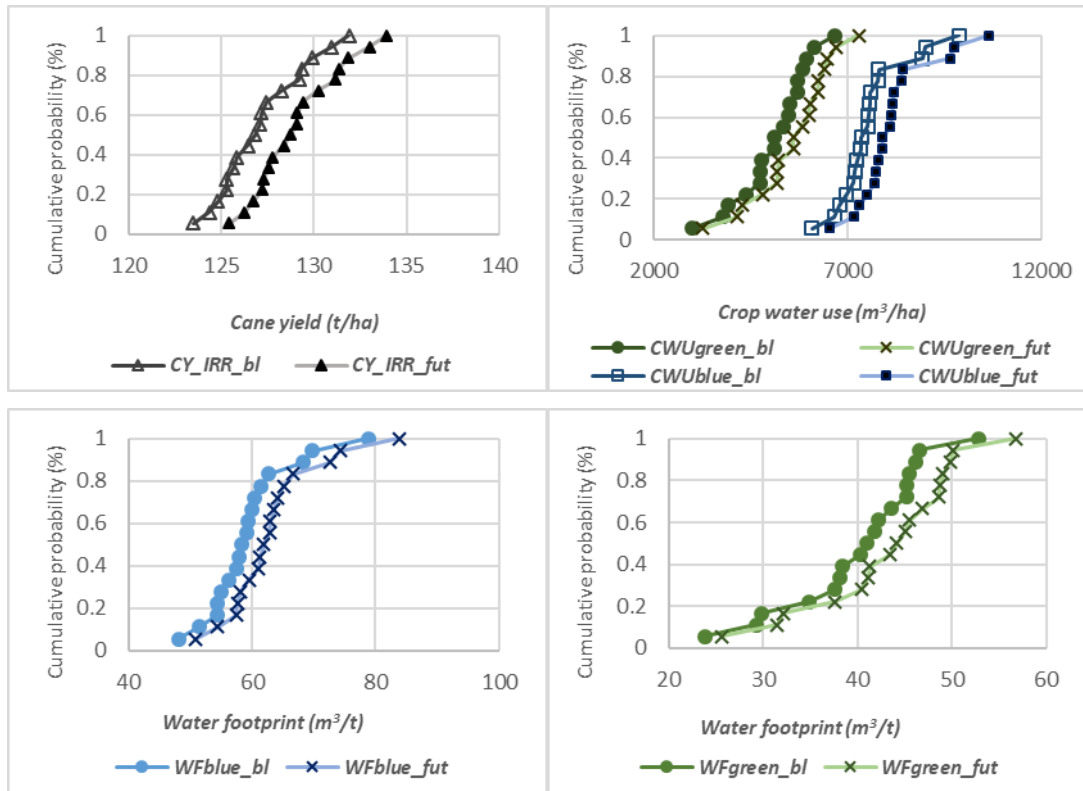 Cumulative probability (%)
1
0.8
0.6
0.4
0.2
0
120 125 130 135 140
Cane yield (t/ha)
CY_IRR_bl CY_IRR_fut
Cumulative probability (%)
1
0.8
0.6
0.4
0.2
0
2000 7000 12000
Crop water use (m³/ha)
CWUgreen_bl CWUgreen_fut
CWUblue_bl CWUblue_fut
Cumulative probability (%)
1
0.8
0.6
0.4
0.2
0
40 60 80 100
Water footprint (m³/t)
WFblue_bl WFblue_fut
Cumulative probability (%)
1
0.8
0.6
0.4
0.2
0
20 30 40 50 60
Water footprint (m³/t)
WFgreen_bl WFgreen_fut